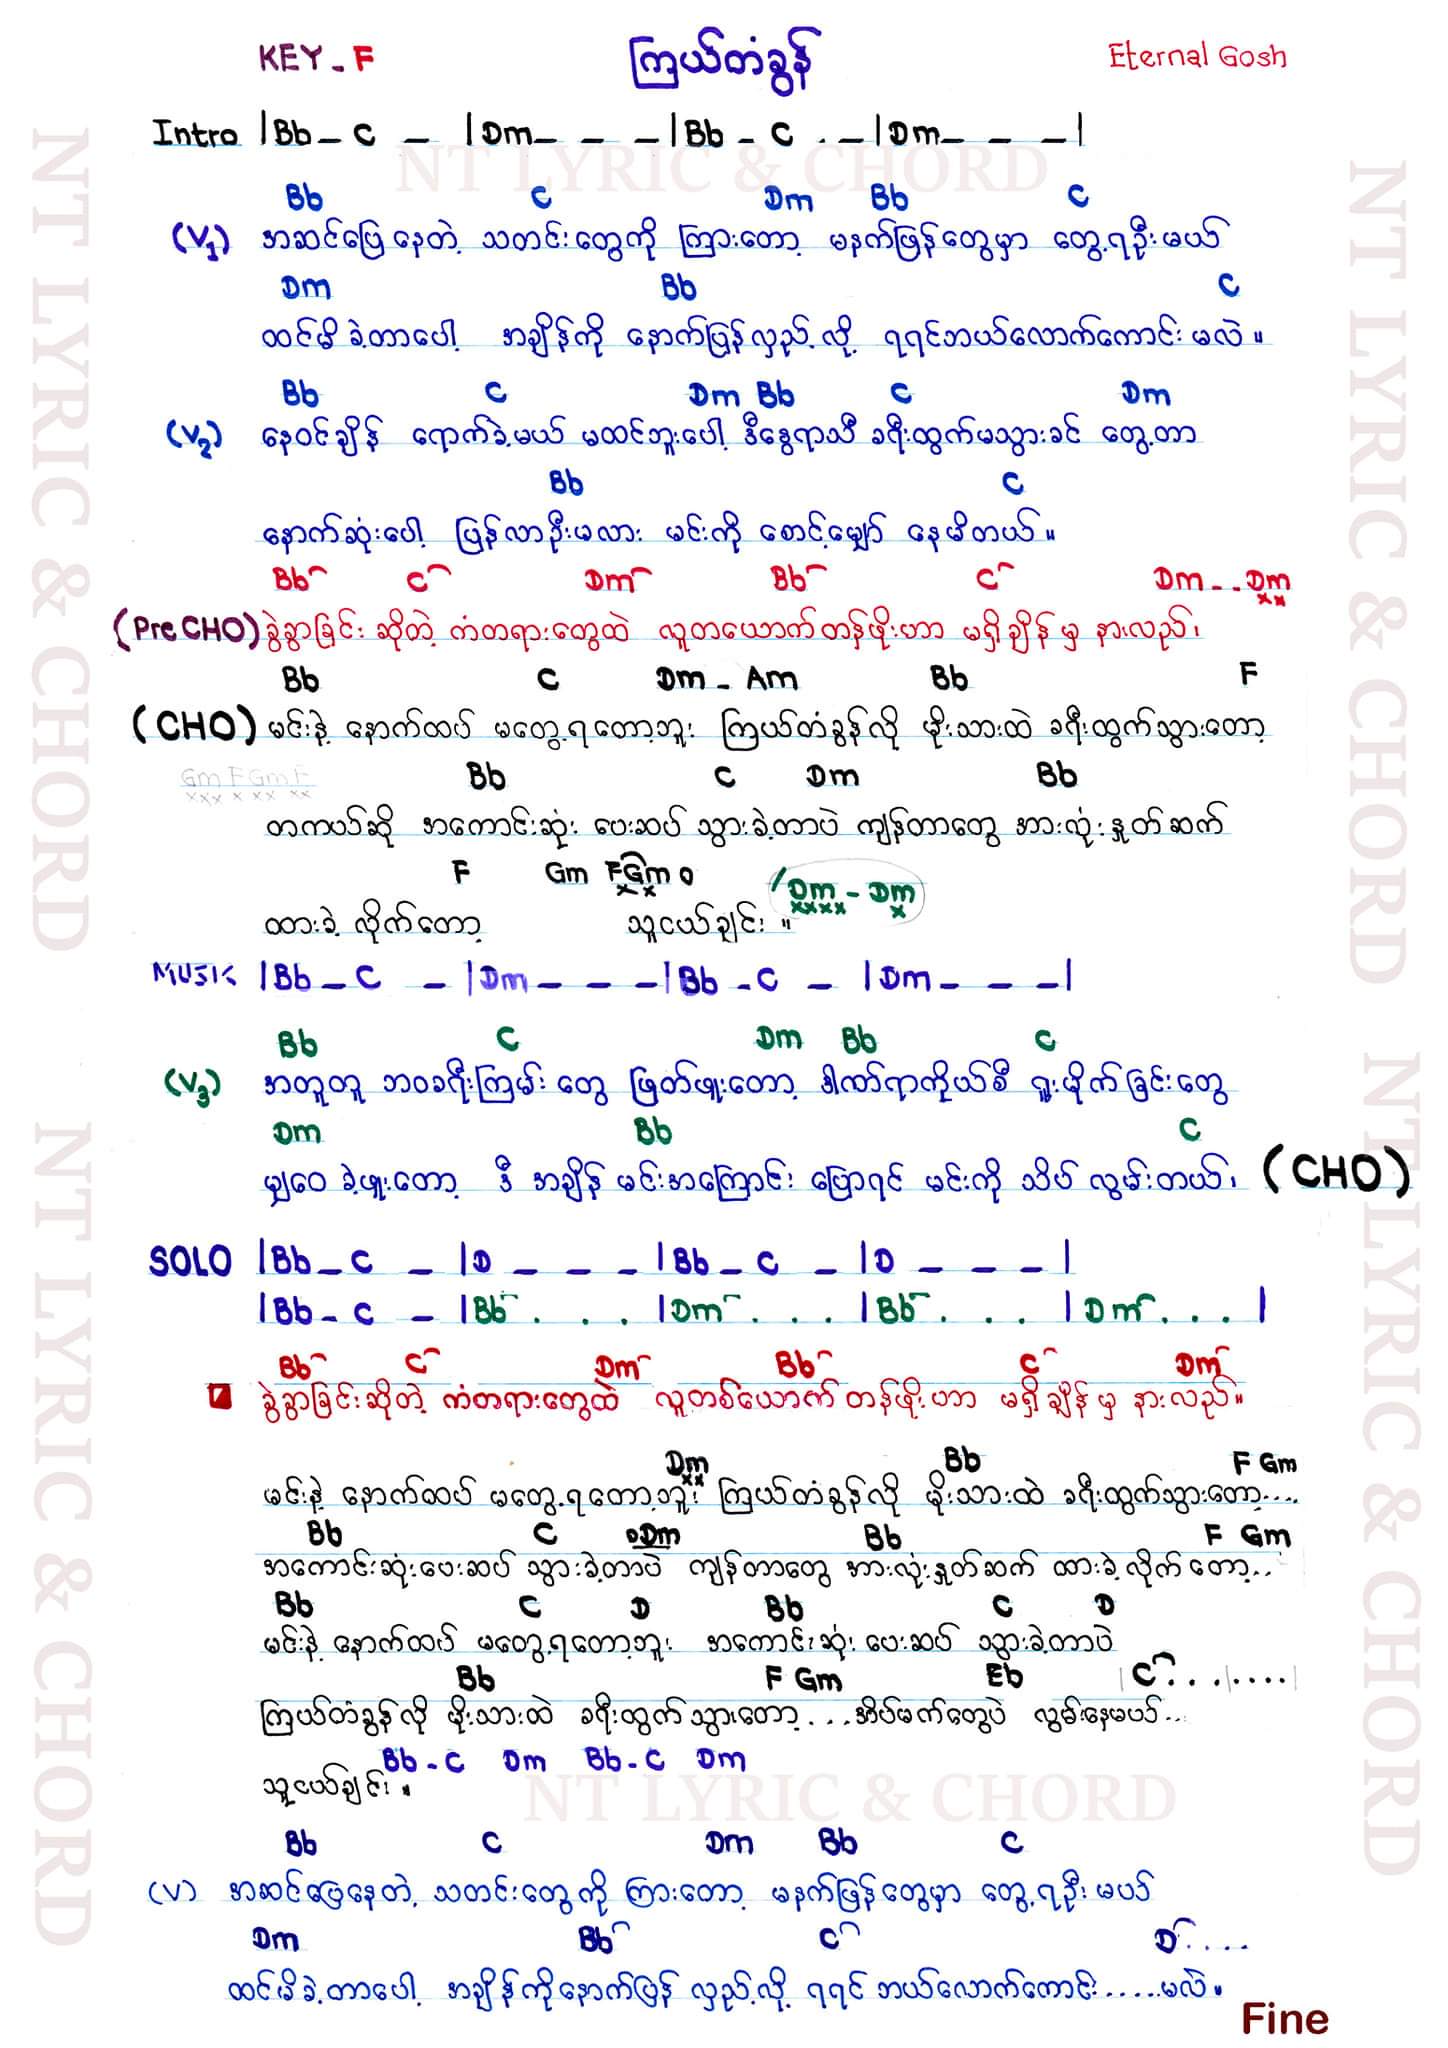 KEY - F ကြယ်တံခွန် Eternal Gosh
Intro |Bb - C - |Dm - - - |Bb - C . - |Dm - - - |
NT LYRIC & CHORD
Bb C Dm Bb C
(V1) အဆင်ပြေနေတဲ့ သတင်းတွေကို ကြားတော့ မနက်ဖြန်တွေမှာ တွေ့ရဦးမယ်
Dm Bb C
ထင်မိခဲ့တာပေါ့ အချိန်ကို နောက်ပြန်လှည့်လို့ ရရင်ဘယ်လောက်ကောင်းမလဲ။
Bb C Dm Bb C Dm
(V2) နေဝင်ချိန် ရောက်ခဲ့မယ် မထင်ဘူးပေါ့ ဒီနွေရာသီ ခရီးထွက်မသွားခင် တွေ့တာ
Bb C
နောက်ဆုံးပေါ့ ပြန်လာဦးမလား မင်းကို စောင့်မျှော် နေမိတယ်။
Bb C Dm Bb C Dm - - Dm
xx
(Pre CHO) ခွဲခွာခြင်း ဆိုတဲ့ ကံတရားတွေထဲ လူတယောက်တန်ဖိုးဟာ မရှိချိန်မှ နားလည်၊
Bb C Dm - Am Bb F
(CHO) မင်းနဲ့ နောက်ထပ် မတွေ့ရတော့ဘူး ကြယ်တံခွန်လို မိုးသားထဲ ခရီးထွက်သွားတော့
Gm F Gm F Bb C Dm Bb
xxx x xx xx
တကယ်ဆို အကောင်းဆုံး ပေးဆပ် သွားခဲ့တာပဲ ကျန်တာတွေ အားလုံးနှုတ်ဆက်
F Gm FGm 0 /Dm - Dm
x x xxxx x
ထားခဲ့ လိုက်တော့ သူငယ်ချင်း။
MUSIC |Bb - C - |Dm - - - |Bb - C - |Dm - - - |
Bb C Dm Bb C
(V3) အတူတူ ဘဝခရီးကြမ်းတွေ ဖြတ်ဖူးတော့ ဒါဏ်ရာကိုယ်စီ ရှုးမိုက်ခြင်းတွေ
Dm Bb C
မျှဝေ ခဲ့ဖူးတော့ ဒီ အချိန် မင်းအကြောင်း ပြောရင် မင်းကို သိပ် လွမ်းတယ်၊ (CHO)
SOLO |Bb - C - |D - - - |Bb - C - |D - - - |
|Bb - C - |Bb . . . |Dm . . . |Bb . . . |Dm . . . |
Bb C Dm Bb C Dm
ခွဲခွာခြင်းဆိုတဲ့ ကံတရားတွေထဲ လူတစ်ယောက် တန်ဖိုးဟာ မရှိချိန်မှ နားလည်။
Dm Bb F Gm
xx
မင်းနဲ့ နောက်ထပ် မတွေ့ရတော့ဘူး ကြယ်တံခွန်လို မိုးသားထဲ ခရီးထွက်သွားတော့....
Bb C 0Dm Bb F Gm
အကောင်းဆုံးပေးဆပ် သွားခဲ့တာပဲ ကျန်တာတွေ အားလုံးနှုတ်ဆက် ထားခဲ့လိုက်တော့...
Bb C D Bb C D
မင်းနဲ့ နောက်ထပ် မတွေ့ရတော့ဘူး အကောင်းဆုံး ပေးဆပ် သွားခဲ့တာပဲ
Bb F Gm Eb |C . . . |. . . . |
ကြယ်တံခွန်လို မိုးသားထဲ ခရီးထွက်သွားတော့...အိပ်မက်တွေပဲ လွမ်းနေမယ်...
Bb - C Dm Bb - C Dm
သူငယ်ချင်း။
NT LYRIC & CHORD
Bb C Dm Bb C
(V) အဆင်ပြေနေတဲ့ သတင်းတွေကို ကြားတော့ မနက်ဖြန်တွေမှာ တွေ့ရဦးမယ်
Dm Bb C D ....
ထင်မိခဲ့တာပေါ့ အချိန်ကိုနောက်ပြန် လှည့်လို့ ရရင် ဘယ်လောက်ကောင်း.....မလဲ။
Fine
NT LYRIC & CHORD
NT LYRIC & CHORD
NT LYRIC & CHORD
NT LYRIC & CHORD